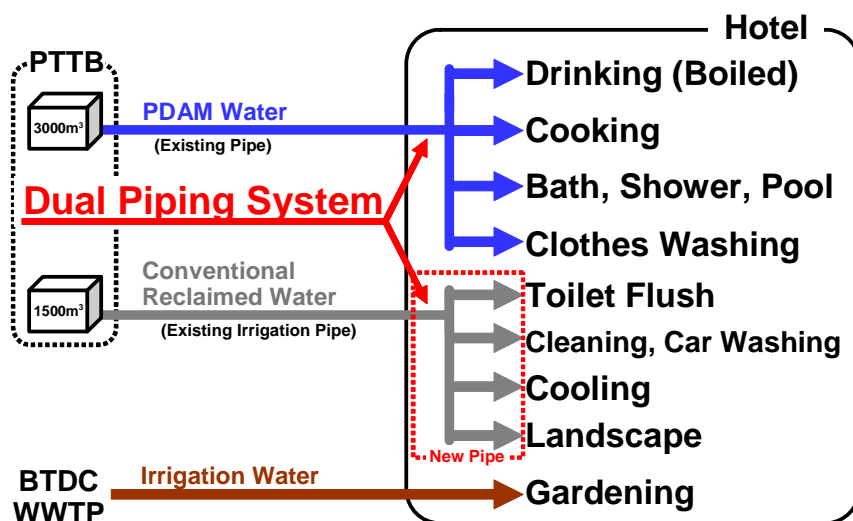 Hotel
PTTB
3000m³
PDAM Water
(Existing Pipe)
Drinking (Boiled)
Cooking
Bath, Shower, Pool
Clothes Washing
Dual Piping System
1500m³
Conventional
Reclaimed Water
(Existing Irrigation Pipe)
Toilet Flush
Cleaning, Car Washing
Cooling
Landscape
New Pipe
BTDC
WWTP
Irrigation Water
Gardening